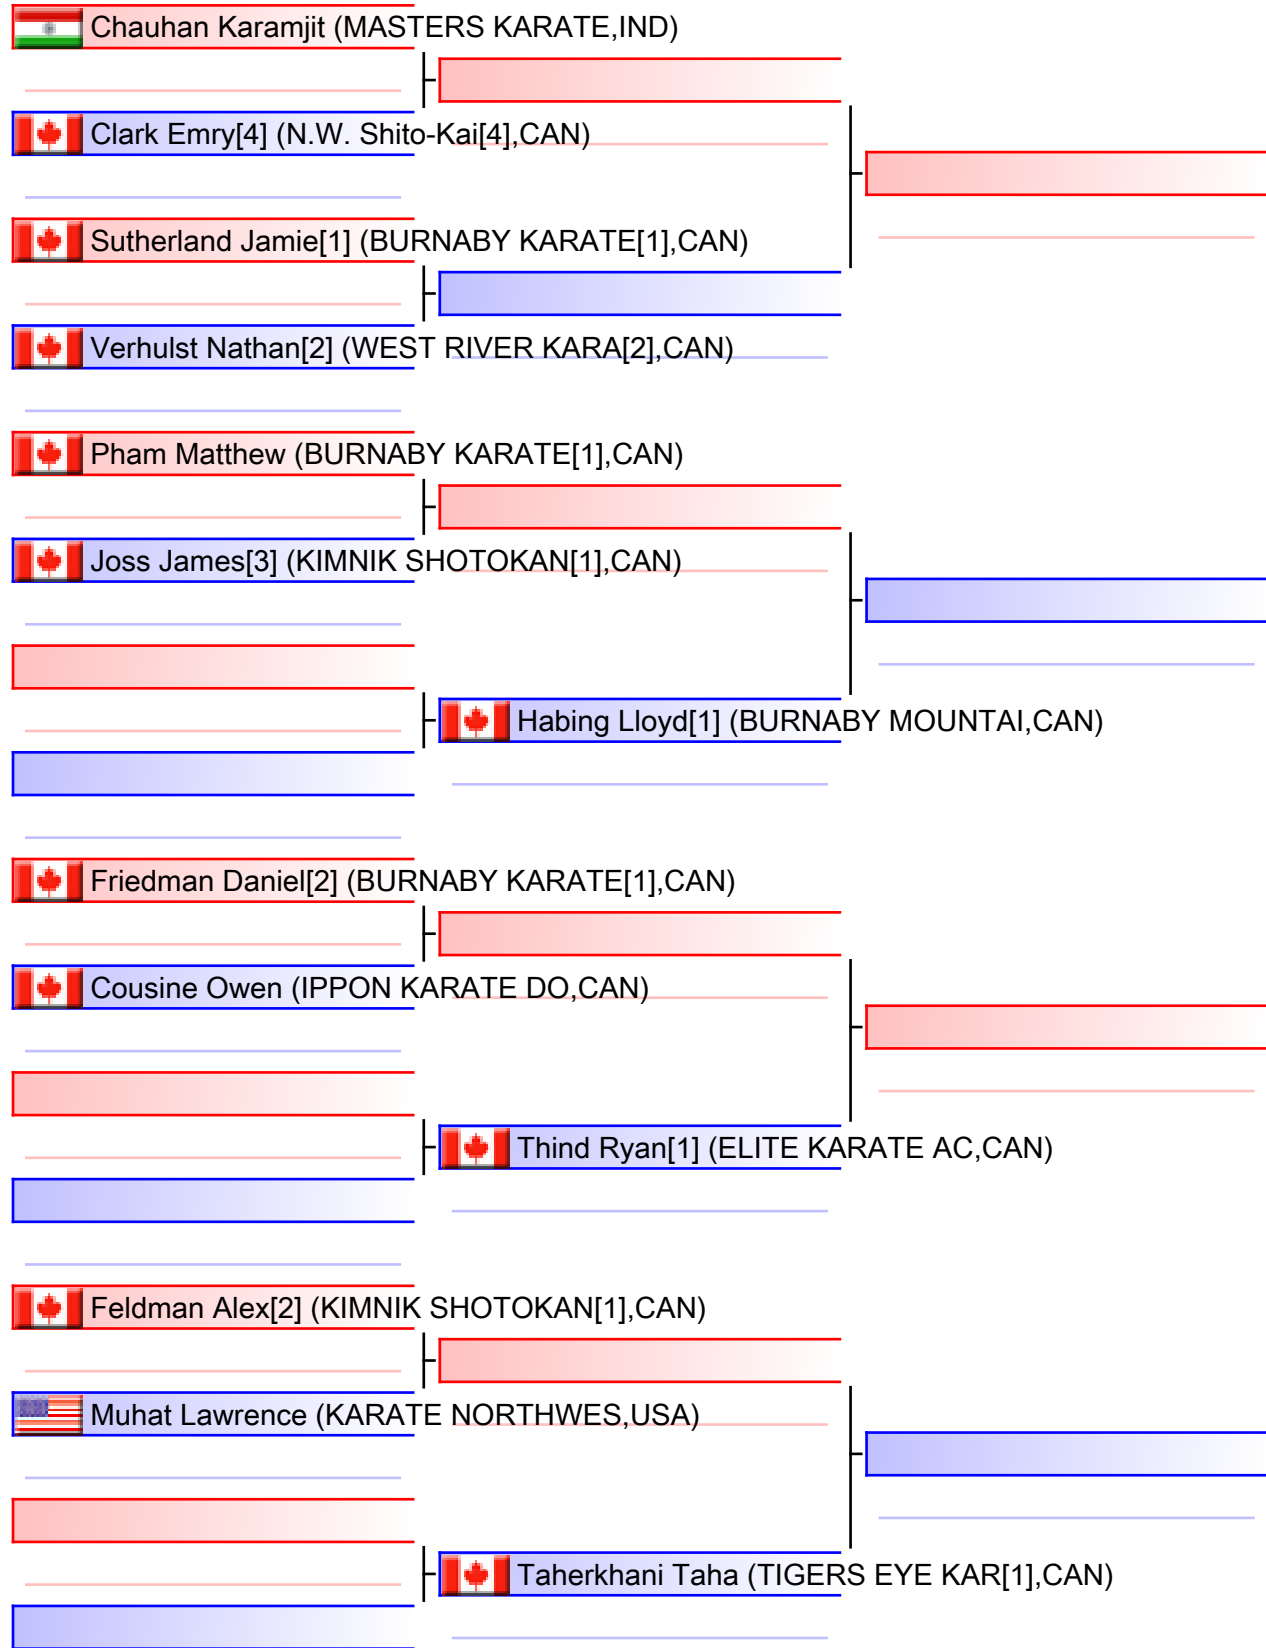 Chauhan Karamjit (MASTERS KARATE,IND)
Clark Emry[4] (N.W. Shito-Kai[4],CAN)
Sutherland Jamie[1] (BURNABY KARATE[1],CAN)
Verhulst Nathan[2] (WEST RIVER KARA[2],CAN)
Pham Matthew (BURNABY KARATE[1],CAN)
Joss James[3] (KIMNIK SHOTOKAN[1],CAN)
Habing Lloyd[1] (BURNABY MOUNTAI,CAN)
Friedman Daniel[2] (BURNABY KARATE[1],CAN)
Cousine Owen (IPPON KARATE DO,CAN)
Thind Ryan[1] (ELITE KARATE AC,CAN)
Feldman Alex[2] (KIMNIK SHOTOKAN[1],CAN)
Muhat Lawrence (KARATE NORTHWES,USA)
Taherkhani Taha (TIGERS EYE KAR[1],CAN)